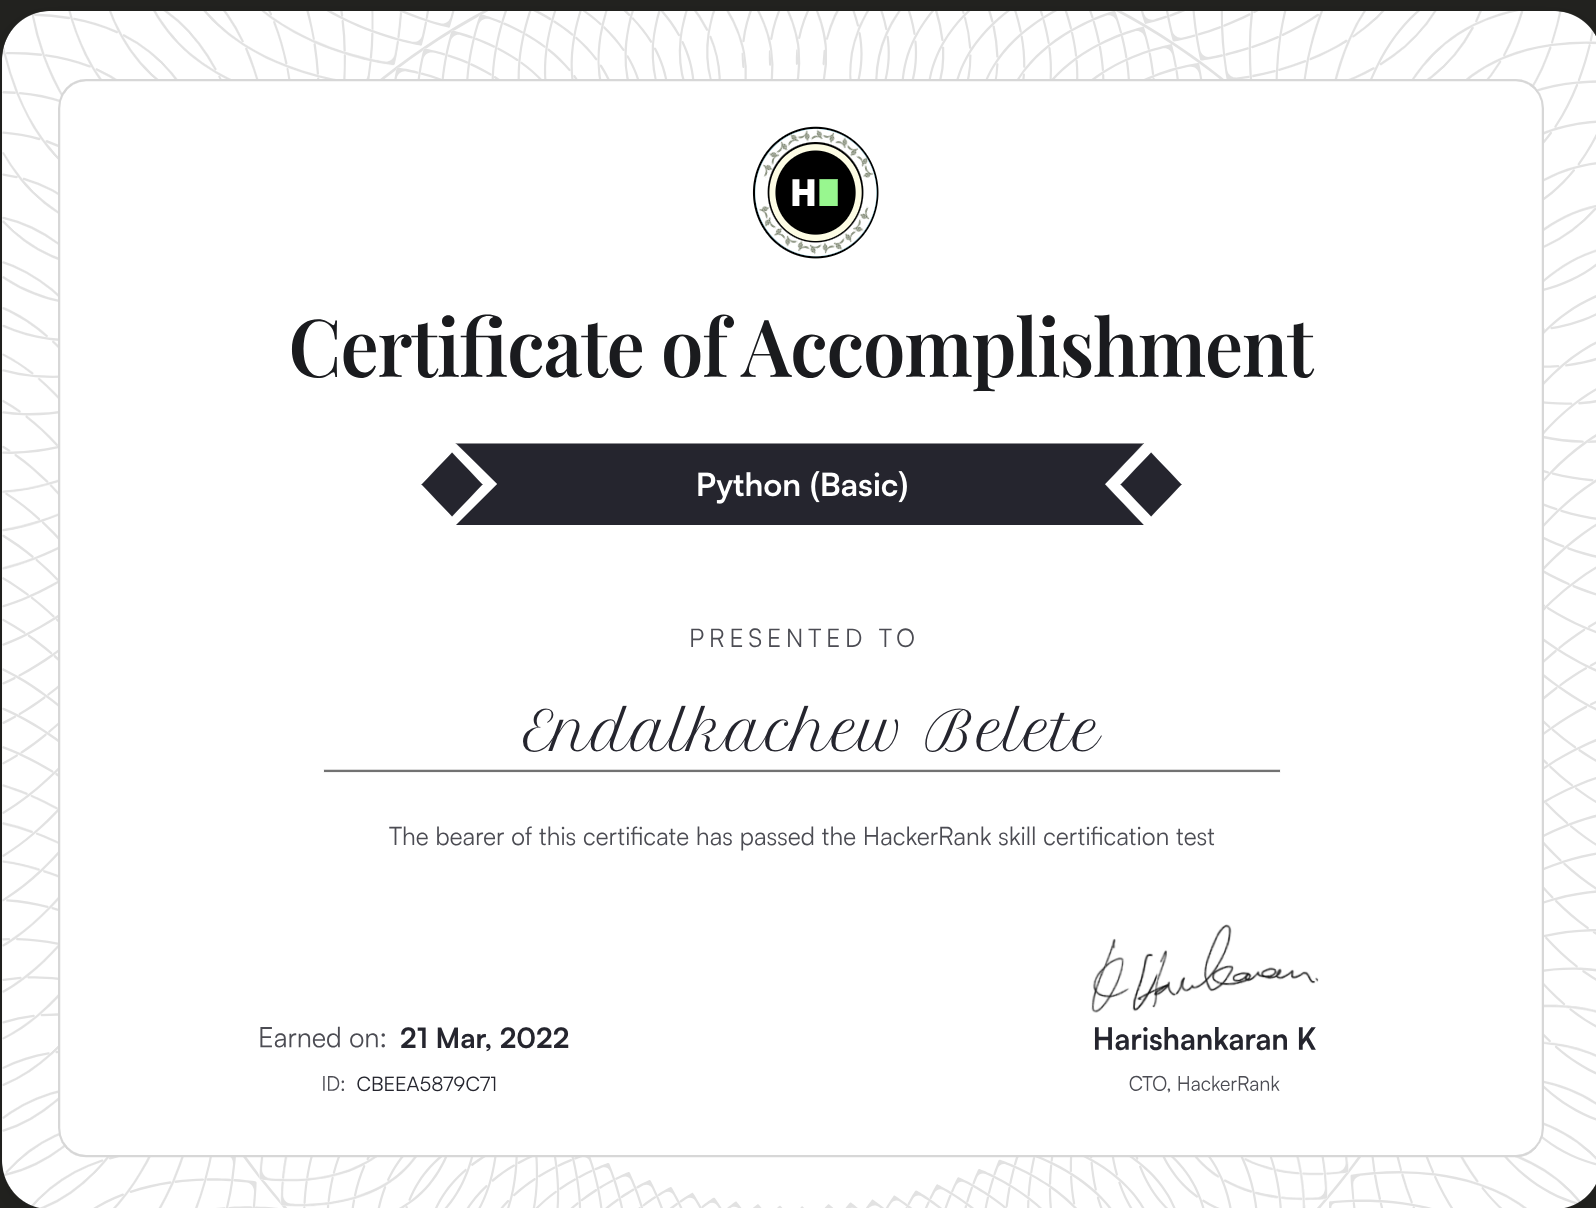 H
Certificate of Accomplishment
Python (Basic)
PRESENTED TO
Endalkachew Belete
The bearer of this certificate has passed the HackerRank skill certification test
Earned on: 21 Mar, 2022
ID: CBEEA5879C71
Harishankaran K
CTO, HackerRank